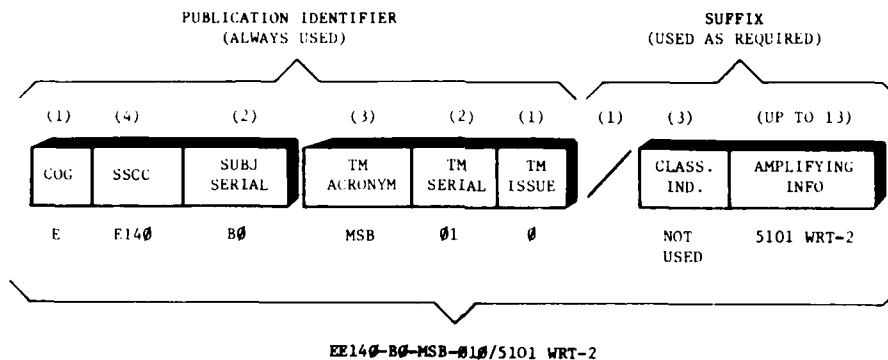 PUBLICATION IDENTIFIER
(ALWAYS USED)
SUFFIX
(USED AS REQUIRED)
(1) (4) (2) (3) (2) (1) (1) (3) (UP TO 13)
COG
SSCC
SUBJ
SERIAL
TM
ACRONYM
TM
SERIAL
TM
ISSUE
/
CLASS.
IND.
AMPLIFYING
INFO
E E14Ø BØ MSB Ø1 Ø NOT
USED
5101 WRT-2
EE14Ø-BØ-MSB-Ø1Ø/5101 WRT-2